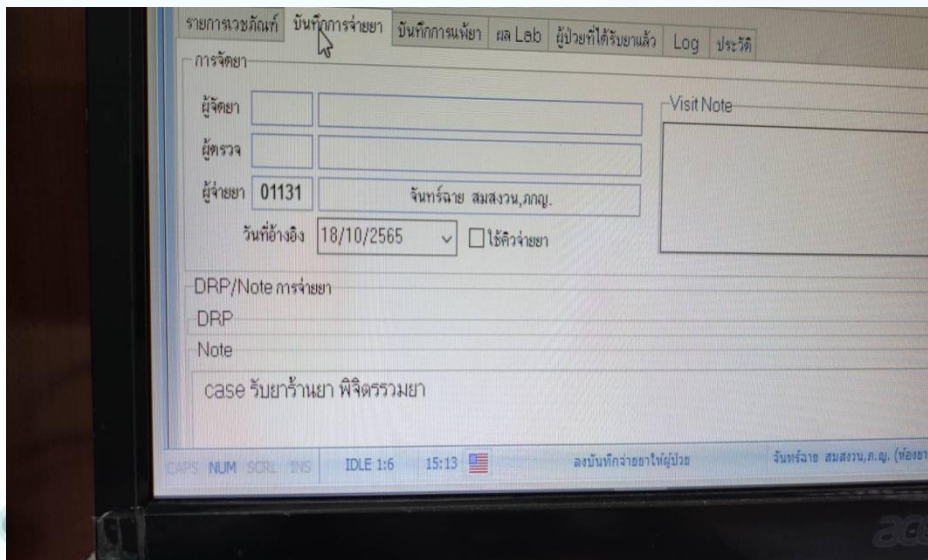 รายการเวชภัณฑ์ บันทึกการจ่ายยา บันทึกการแพ้ยา ผล Lab ผู้ป่วยที่ได้รับยาแล้ว Log ประวัติ
การจัดยา
ผู้จัดยา
Visit Note
ผู้ตรวจ
ผู้จ่ายยา 01131 จันทร์ฉาย สมสงวน,ภกญ.
วันที่อ้างอิง 18/10/2565 ใช้คิวจ่ายยา
DRP/Note การจ่ายยา
DRP
Note
case รับยาร้านยา พิจิตรรวมยา
CAPS NUM SCRL INS IDLE 1:6 15:13 ลงบันทึกจ่ายยาให้ผู้ป่วย จันทร์ฉาย สมสงวน,ภ.ญ. (ห้องยา
acer